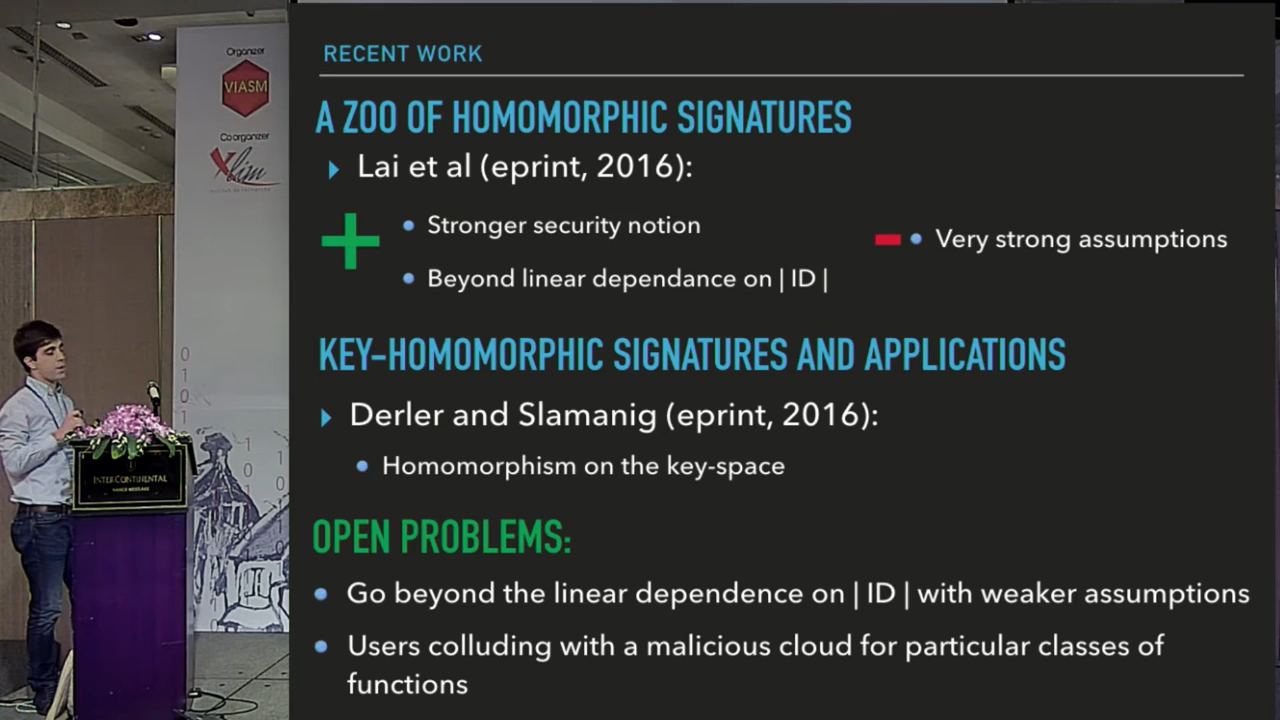 Organizer
VIASM
Co organizer
Xlim
INTERCONTINENTAL
RECENT WORK
A ZOO OF HOMOMORPHIC SIGNATURES
Lai et al (eprint, 2016):
Stronger security notion
Very strong assumptions
Beyond linear dependance on | ID |
KEY-HOMOMORPHIC SIGNATURES AND APPLICATIONS
Derler and Slamanig (eprint, 2016):
Homomorphism on the key-space
OPEN PROBLEMS:
Go beyond the linear dependence on | ID | with weaker assumptions
Users colluding with a malicious cloud for particular classes of
functions